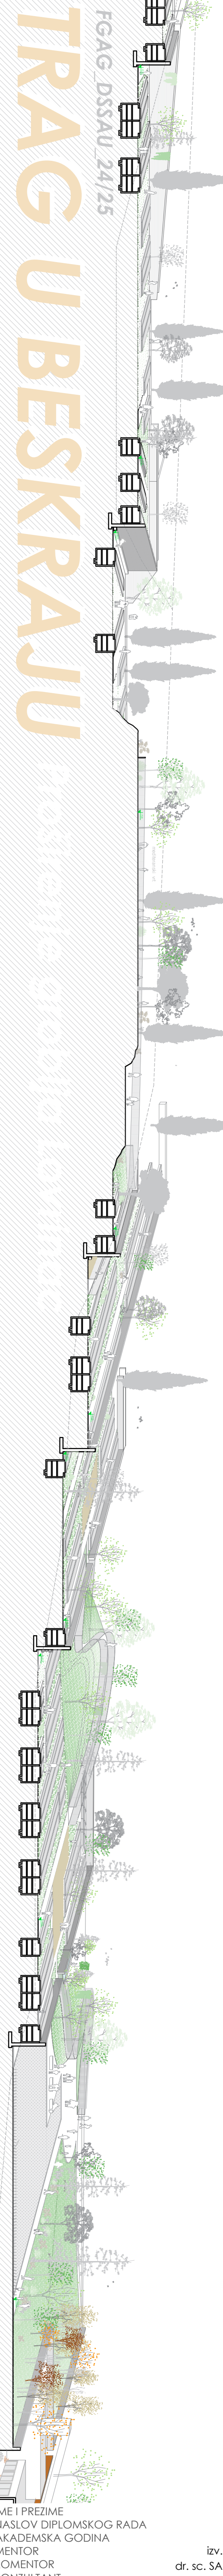 FGAG_DSSAU_24/25
TRAG U BESKRAJU
Proširenje groblja Lovrinac
ME I PREZIME
NASLOV DIPLOMSKOG RADA
AKADEMSKA GODINA
MENTOR
izv.
KOMENTOR
dr. sc. SA